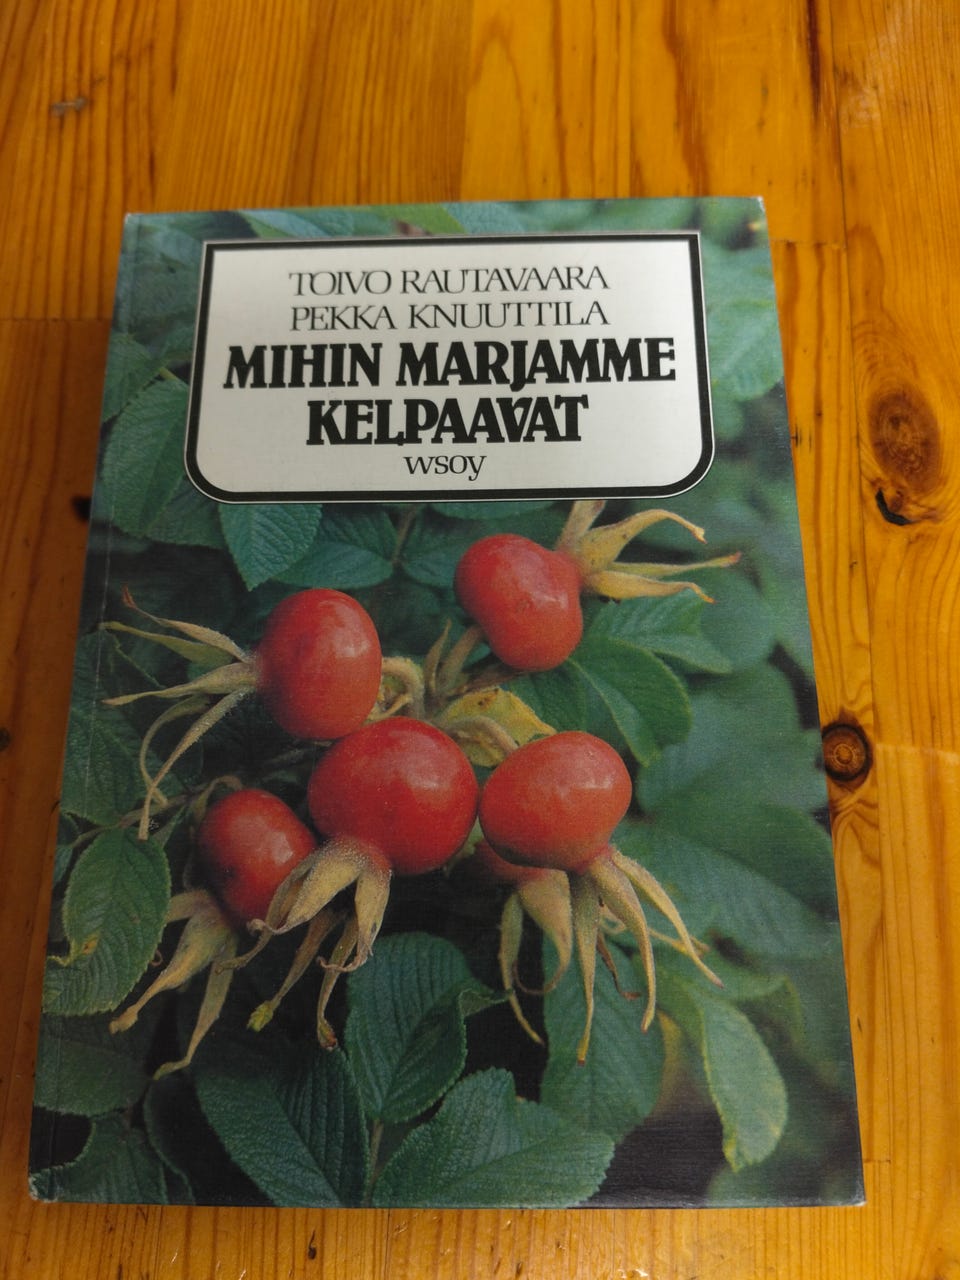 TOIVO RAUTAVAARA
PEKKA KNUUTTILA
MIHIN MARJAMME
KELPAAVAT
wsoy